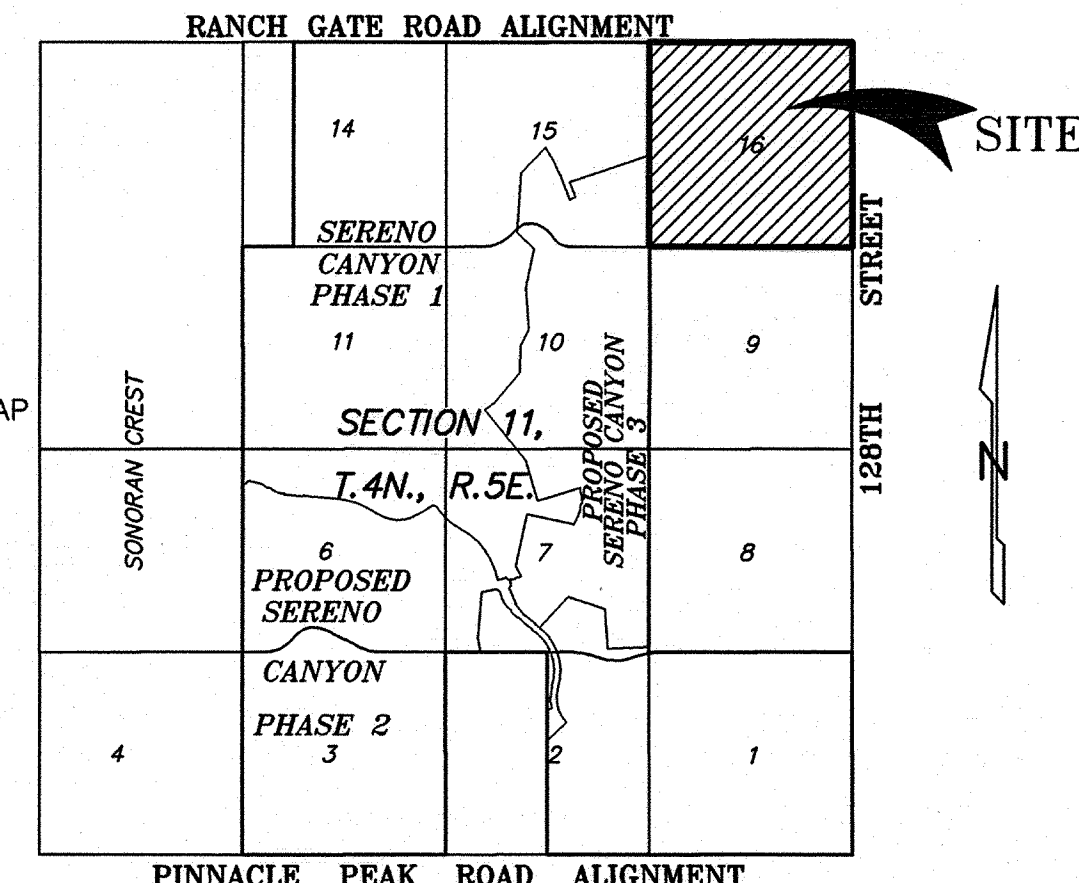 RANCH GATE ROAD ALIGNMENT
14
15
16
SITE
SERENO
CANYON
PHASE 1
STREET
11
10
9
AP
SONORAN CREST
SECTION 11,
PROPOSED
SERENO CANYON
PHASE 3
128TH
N
T.4N., R.5E.
6
7
8
PROPOSED
SERENO
CANYON
PHASE 2
4
3
2
1
PINNACLE PEAK ROAD ALIGNMENT